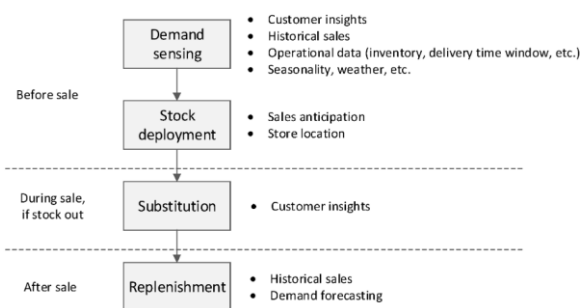 Demand
sensing
• Customer insights
• Historical sales
• Operational data (inventory, delivery time window, etc.)
• Seasonality, weather, etc.
Before sale
Stock
deployment
• Sales anticipation
• Store location
During sale,
if stock out
Substitution
• Customer insights
After sale
Replenishment
• Historical sales
• Demand forecasting